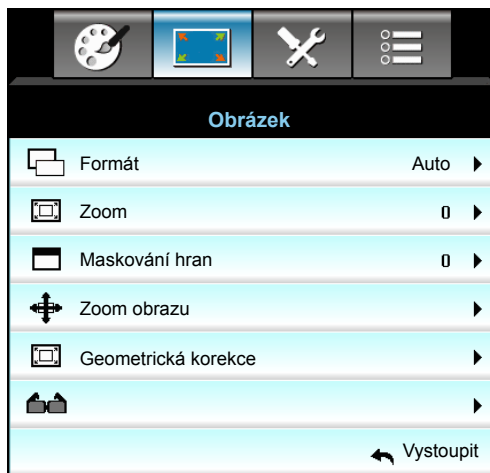 Obrázek
Formát Auto
Zoom 0
Maskování hran 0
Zoom obrazu
Geometrická korekce
Vystoupit